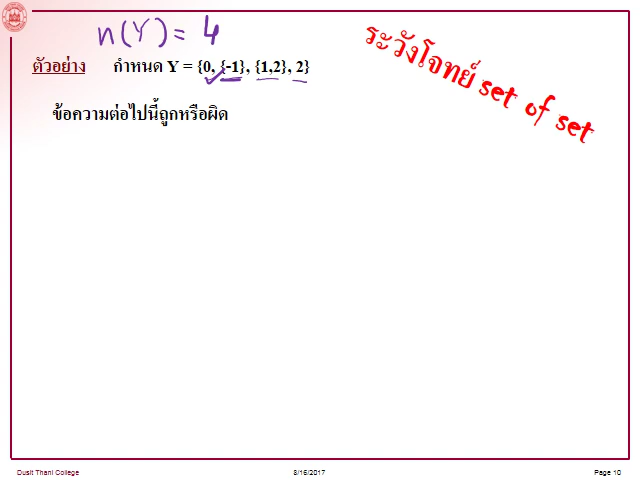 n(Y) = 4
ระวังโจทย์ set of set
ตัวอย่าง กำหนด Y = {0, {-1}, {1,2}, 2}
ข้อความต่อไปนี้ถูกหรือผิด
Dusit Thani College 8/16/2017 Page 10